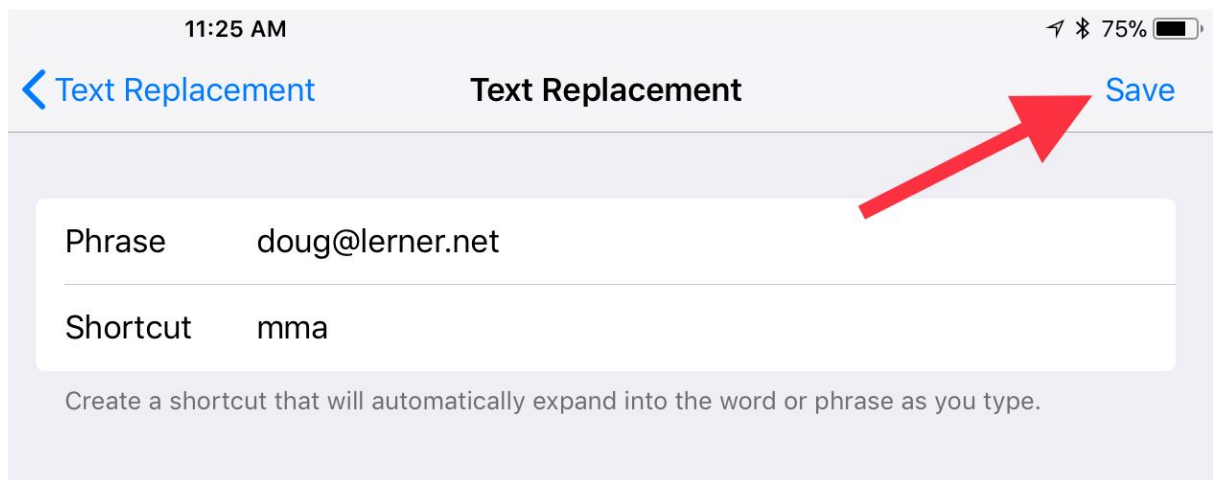 11:25 AM 75%
Text Replacement Text Replacement Save
Phrase doug@lerner.net
Shortcut mma
Create a shortcut that will automatically expand into the word or phrase as you type.